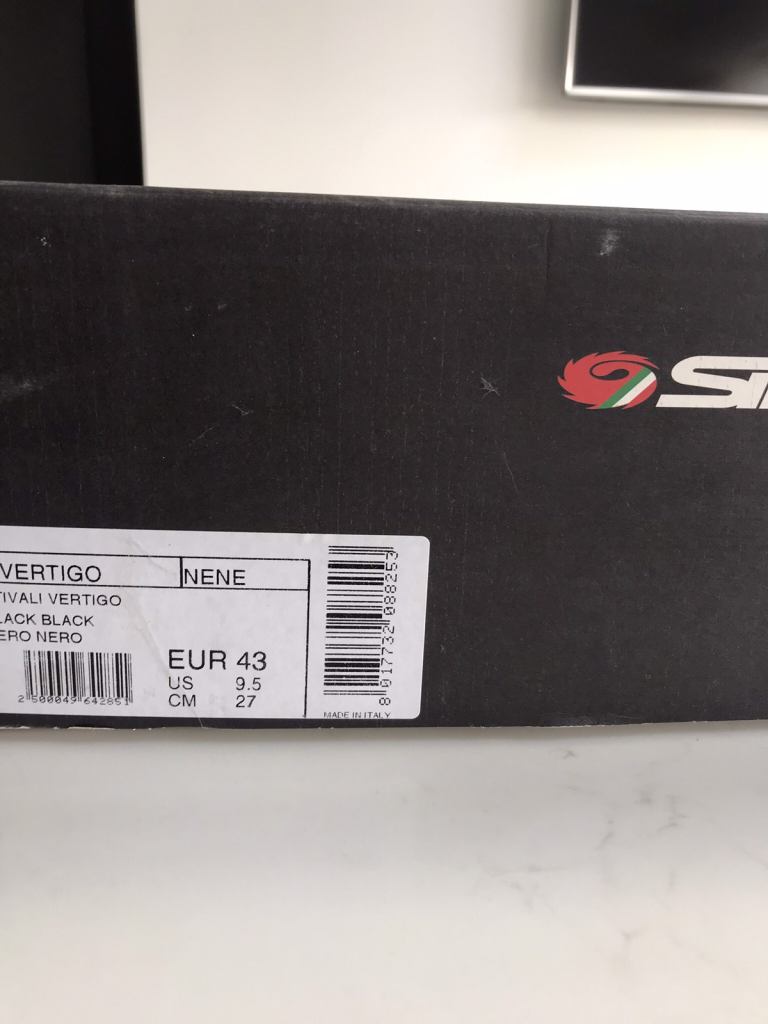 SI
VERTIGO NENE
TIVALI VERTIGO
LACK BLACK
ERO NERO
EUR 43
US 9.5
CM 27
2 500049 642851
8 017732 088253
MADE IN ITALY